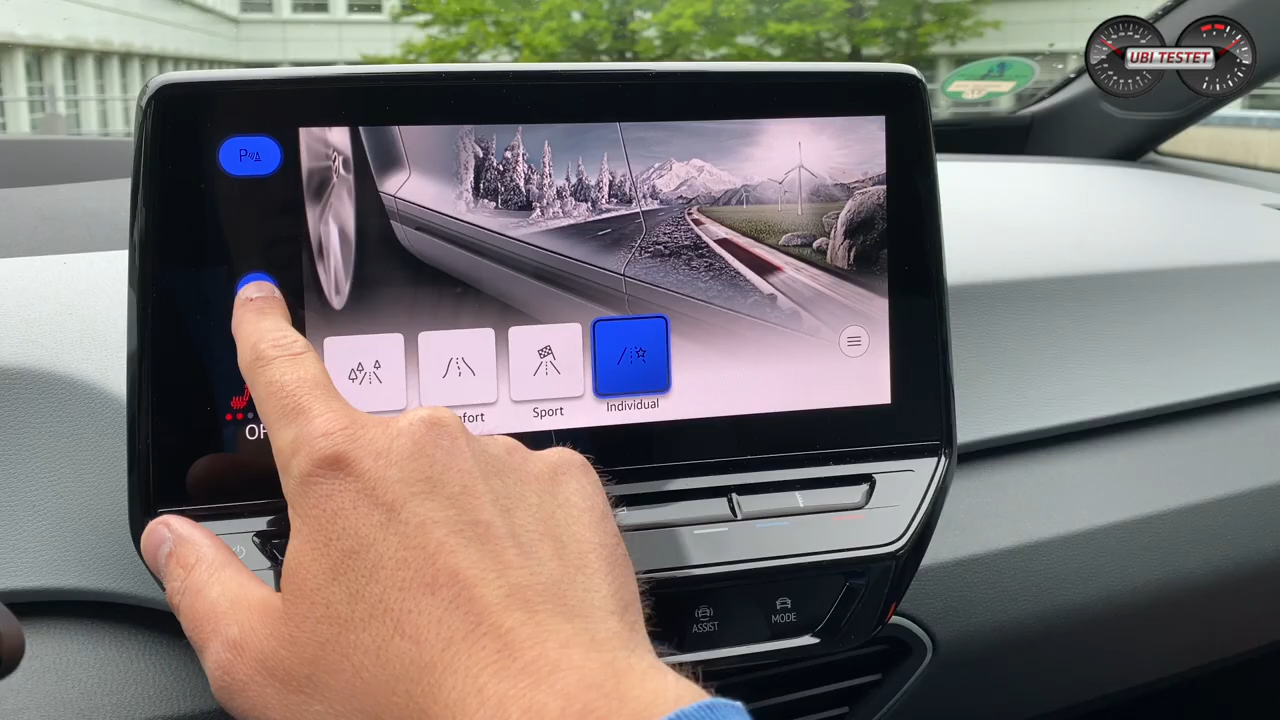 UBI TESTET
P
fort
Sport
Individual
OF
ASSIST
MODE